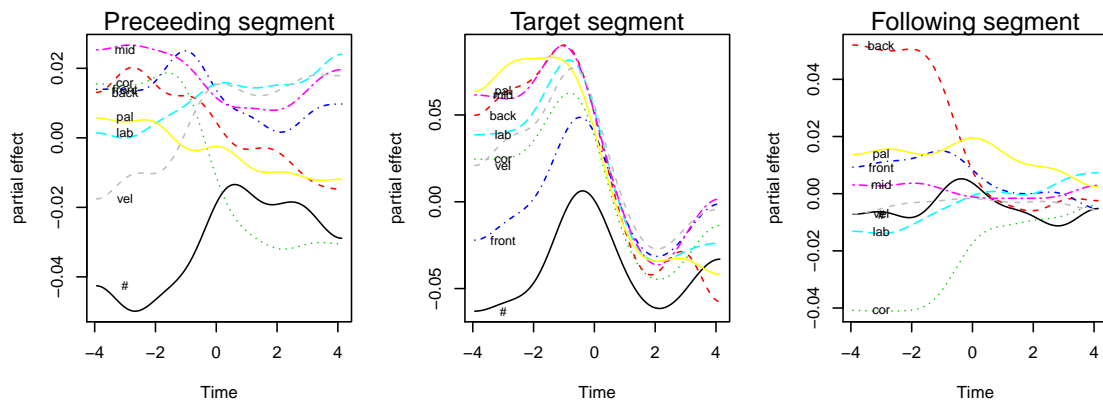 Preceeding segment
partial effect
0.02
0.00
−0.02
−0.04
mid
cor
front
back
pal
lab
vel
#
−4 −2 0 2 4
Time
Target segment
partial effect
0.05
0.00
−0.05
pal
mid
back
lab
cor
vel
front
#
−4 −2 0 2 4
Time
Following segment
partial effect
0.04
0.02
0.00
−0.02
−0.04
back
pal
front
mid
vel
#
lab
cor
−4 −2 0 2 4
Time